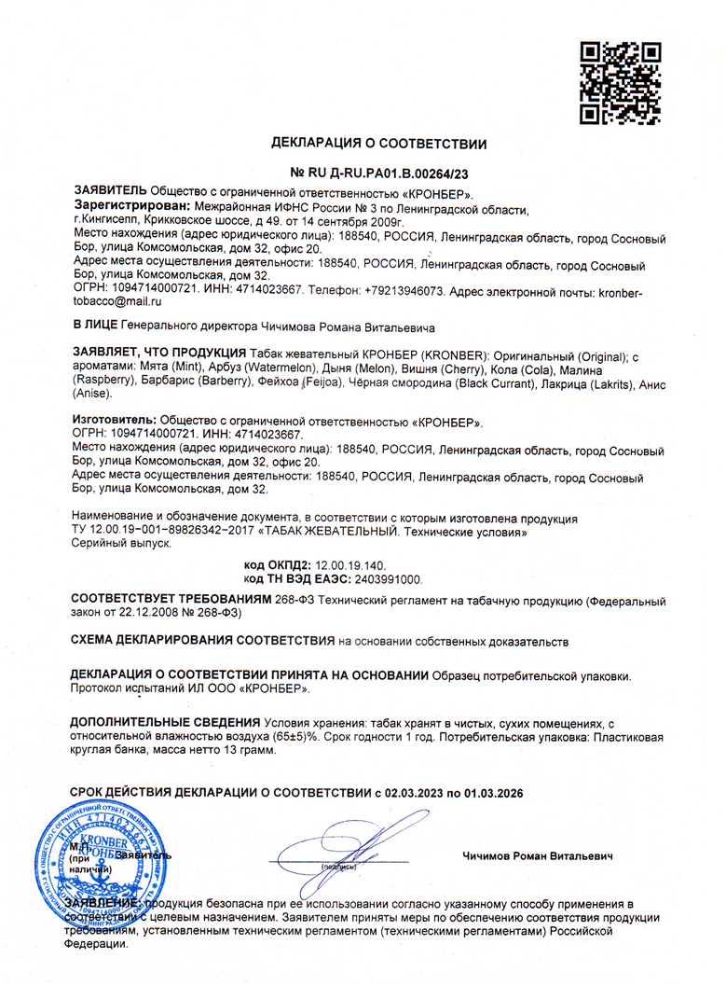 ДЕКЛАРАЦИЯ О СООТВЕТСТВИИ
№ RU Д-RU.РА01.В.00264/23
ЗАЯВИТЕЛЬ Общество с ограниченной ответственностью «КРОНБЕР».
Зарегистрирован: Межрайонная ИФНС России № 3 по Ленинградской области,
г.Кингисепп, Крикковское шоссе, д 49. от 14 сентября 2009г.
Место нахождения (адрес юридического лица): 188540, РОССИЯ, Ленинградская область, город Сосновый
Бор, улица Комсомольская, дом 32, офис 20.
Адрес места осуществления деятельности: 188540, РОССИЯ, Ленинградская область, город Сосновый
Бор, улица Комсомольская, дом 32.
ОГРН: 1094714000721. ИНН: 4714023667. Телефон: +79213946073. Адрес электронной почты: kronber-
tobacco@mail.ru
В ЛИЦЕ Генерального директора Чичимова Романа Витальевича
ЗАЯВЛЯЕТ, ЧТО ПРОДУКЦИЯ Табак жевательный КРОНБЕР (KRONBER): Оригинальный (Original); с
ароматами: Мята (Mint), Арбуз (Watermelon), Дыня (Melon), Вишня (Cherry), Кола (Cola), Малина
(Raspberry), Барбарис (Barberry), Фейхоа (Feijoa), Чёрная смородина (Black Currant), Лакрица (Lakrits), Анис
(Anise).
Изготовитель: Общество с ограниченной ответственностью «КРОНБЕР».
ОГРН: 1094714000721. ИНН: 4714023667.
Место нахождения (адрес юридического лица): 188540, РОССИЯ, Ленинградская область, город Сосновый
Бор, улица Комсомольская, дом 32, офис 20.
Адрес места осуществления деятельности: 188540, РОССИЯ, Ленинградская область, город Сосновый
Бор, улица Комсомольская, дом 32.
Наименование и обозначение документа, в соответствии с которым изготовлена продукция
ТУ 12.00.19−001−89826342−2017 «ТАБАК ЖЕВАТЕЛЬНЫЙ. Технические условия»
Серийный выпуск.
код ОКПД2: 12.00.19.140.
код ТН ВЭД ЕАЭС: 2403991000.
СООТВЕТСТВУЕТ ТРЕБОВАНИЯМ 268-ФЗ Технический регламент на табачную продукцию (Федеральный
закон от 22.12.2008 № 268-ФЗ)
СХЕМА ДЕКЛАРИРОВАНИЯ СООТВЕТСТВИЯ на основании собственных доказательств
ДЕКЛАРАЦИЯ О СООТВЕТСТВИИ ПРИНЯТА НА ОСНОВАНИИ Образец потребительской упаковки.
Протокол испытаний ИЛ ООО «КРОНБЕР».
ДОПОЛНИТЕЛЬНЫЕ СВЕДЕНИЯ Условия хранения: табак хранят в чистых, сухих помещениях, с
относительной влажностью воздуха (65±5)%. Срок годности 1 год. Потребительская упаковка: Пластиковая
круглая банка, масса нетто 13 грамм.
СРОК ДЕЙСТВИЯ ДЕКЛАРАЦИИ О СООТВЕТСТВИИ с 02.03.2023 по 01.03.2026
ОБЩЕСТВО С ОГРАНИЧЕННОЙ ОТВЕТСТВЕННОСТЬЮ
ИНН 4714023667
KRONBER
КРОНБЕР
М.П.
(при
наличии)
Заявитель
(подпись)
Чичимов Роман Витальевич
ЗАЯВЛЕНИЕ: продукция безопасна при ее использовании согласно указанному способу применения в
соответствии с целевым назначением. Заявителем приняты меры по обеспечению соответствия продукции
требованиям, установленным техническим регламентом (техническими регламентами) Российской
Федерации.